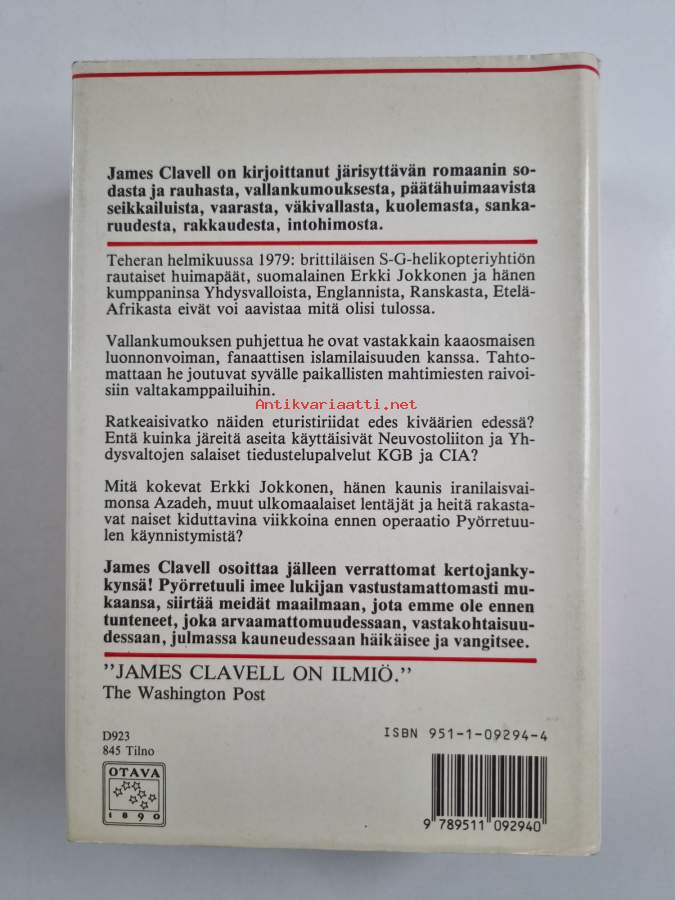 James Clavell on kirjoittanut järisyttävän romaanin so-
dasta ja rauhasta, vallankumouksesta, päätähuimaavista
seikkailuista, vaarasta, väkivallasta, kuolemasta, sanka-
ruudesta, rakkaudesta, intohimosta.
Teheran helmikuussa 1979: brittiläisen S-G-helikopteriyhtiön
rautaiset huimapäät, suomalainen Erkki Jokkonen ja hänen
kumppaninsa Yhdysvalloista, Englannista, Ranskasta, Etelä-
Afrikasta eivät voi aavistaa mitä olisi tulossa.
Vallankumouksen puhjettua he ovat vastakkain kaaosmaisen
luonnonvoiman, fanaattisen islamilaisuuden kanssa. Tahto-
mattaan he joutuvat syvälle paikallisten mahtimiesten raivoi-
siin valtakamppailuihin.
Antikvariaatti.net
Ratkeaisivatko näiden eturistiriidat edes kiväärien edessä?
Entä kuinka järeitä aseita käyttäisivät Neuvostoliiton ja Yh-
dysvaltojen salaiset tiedustelupalvelut KGB ja CIA?
Mitä kokevat Erkki Jokkonen, hänen kaunis iranilaisvai-
monsa Azadeh, muut ulkomaalaiset lentäjät ja heitä rakasta-
vat naiset kiduttavina viikkoina ennen operaatio Pyörretuu-
len käynnistymistä?
James Clavell osoittaa jälleen verrattomat kertojanky-
kynsä! Pyörretuuli imee lukijan vastustamattomasti mu-
kaansa, siirtää meidät maailmaan, jota emme ole ennen
tunteneet, joka arvaamattomuudessaan, vastakohtaisuu-
dessaan, julmassa kauneudessaan häikäisee ja vangitsee.
"JAMES CLAVELL ON ILMIÖ."
The Washington Post
D923
845 Tilno
ISBN 951-1-09294-4
OTAVA
1890
9 789511 092940